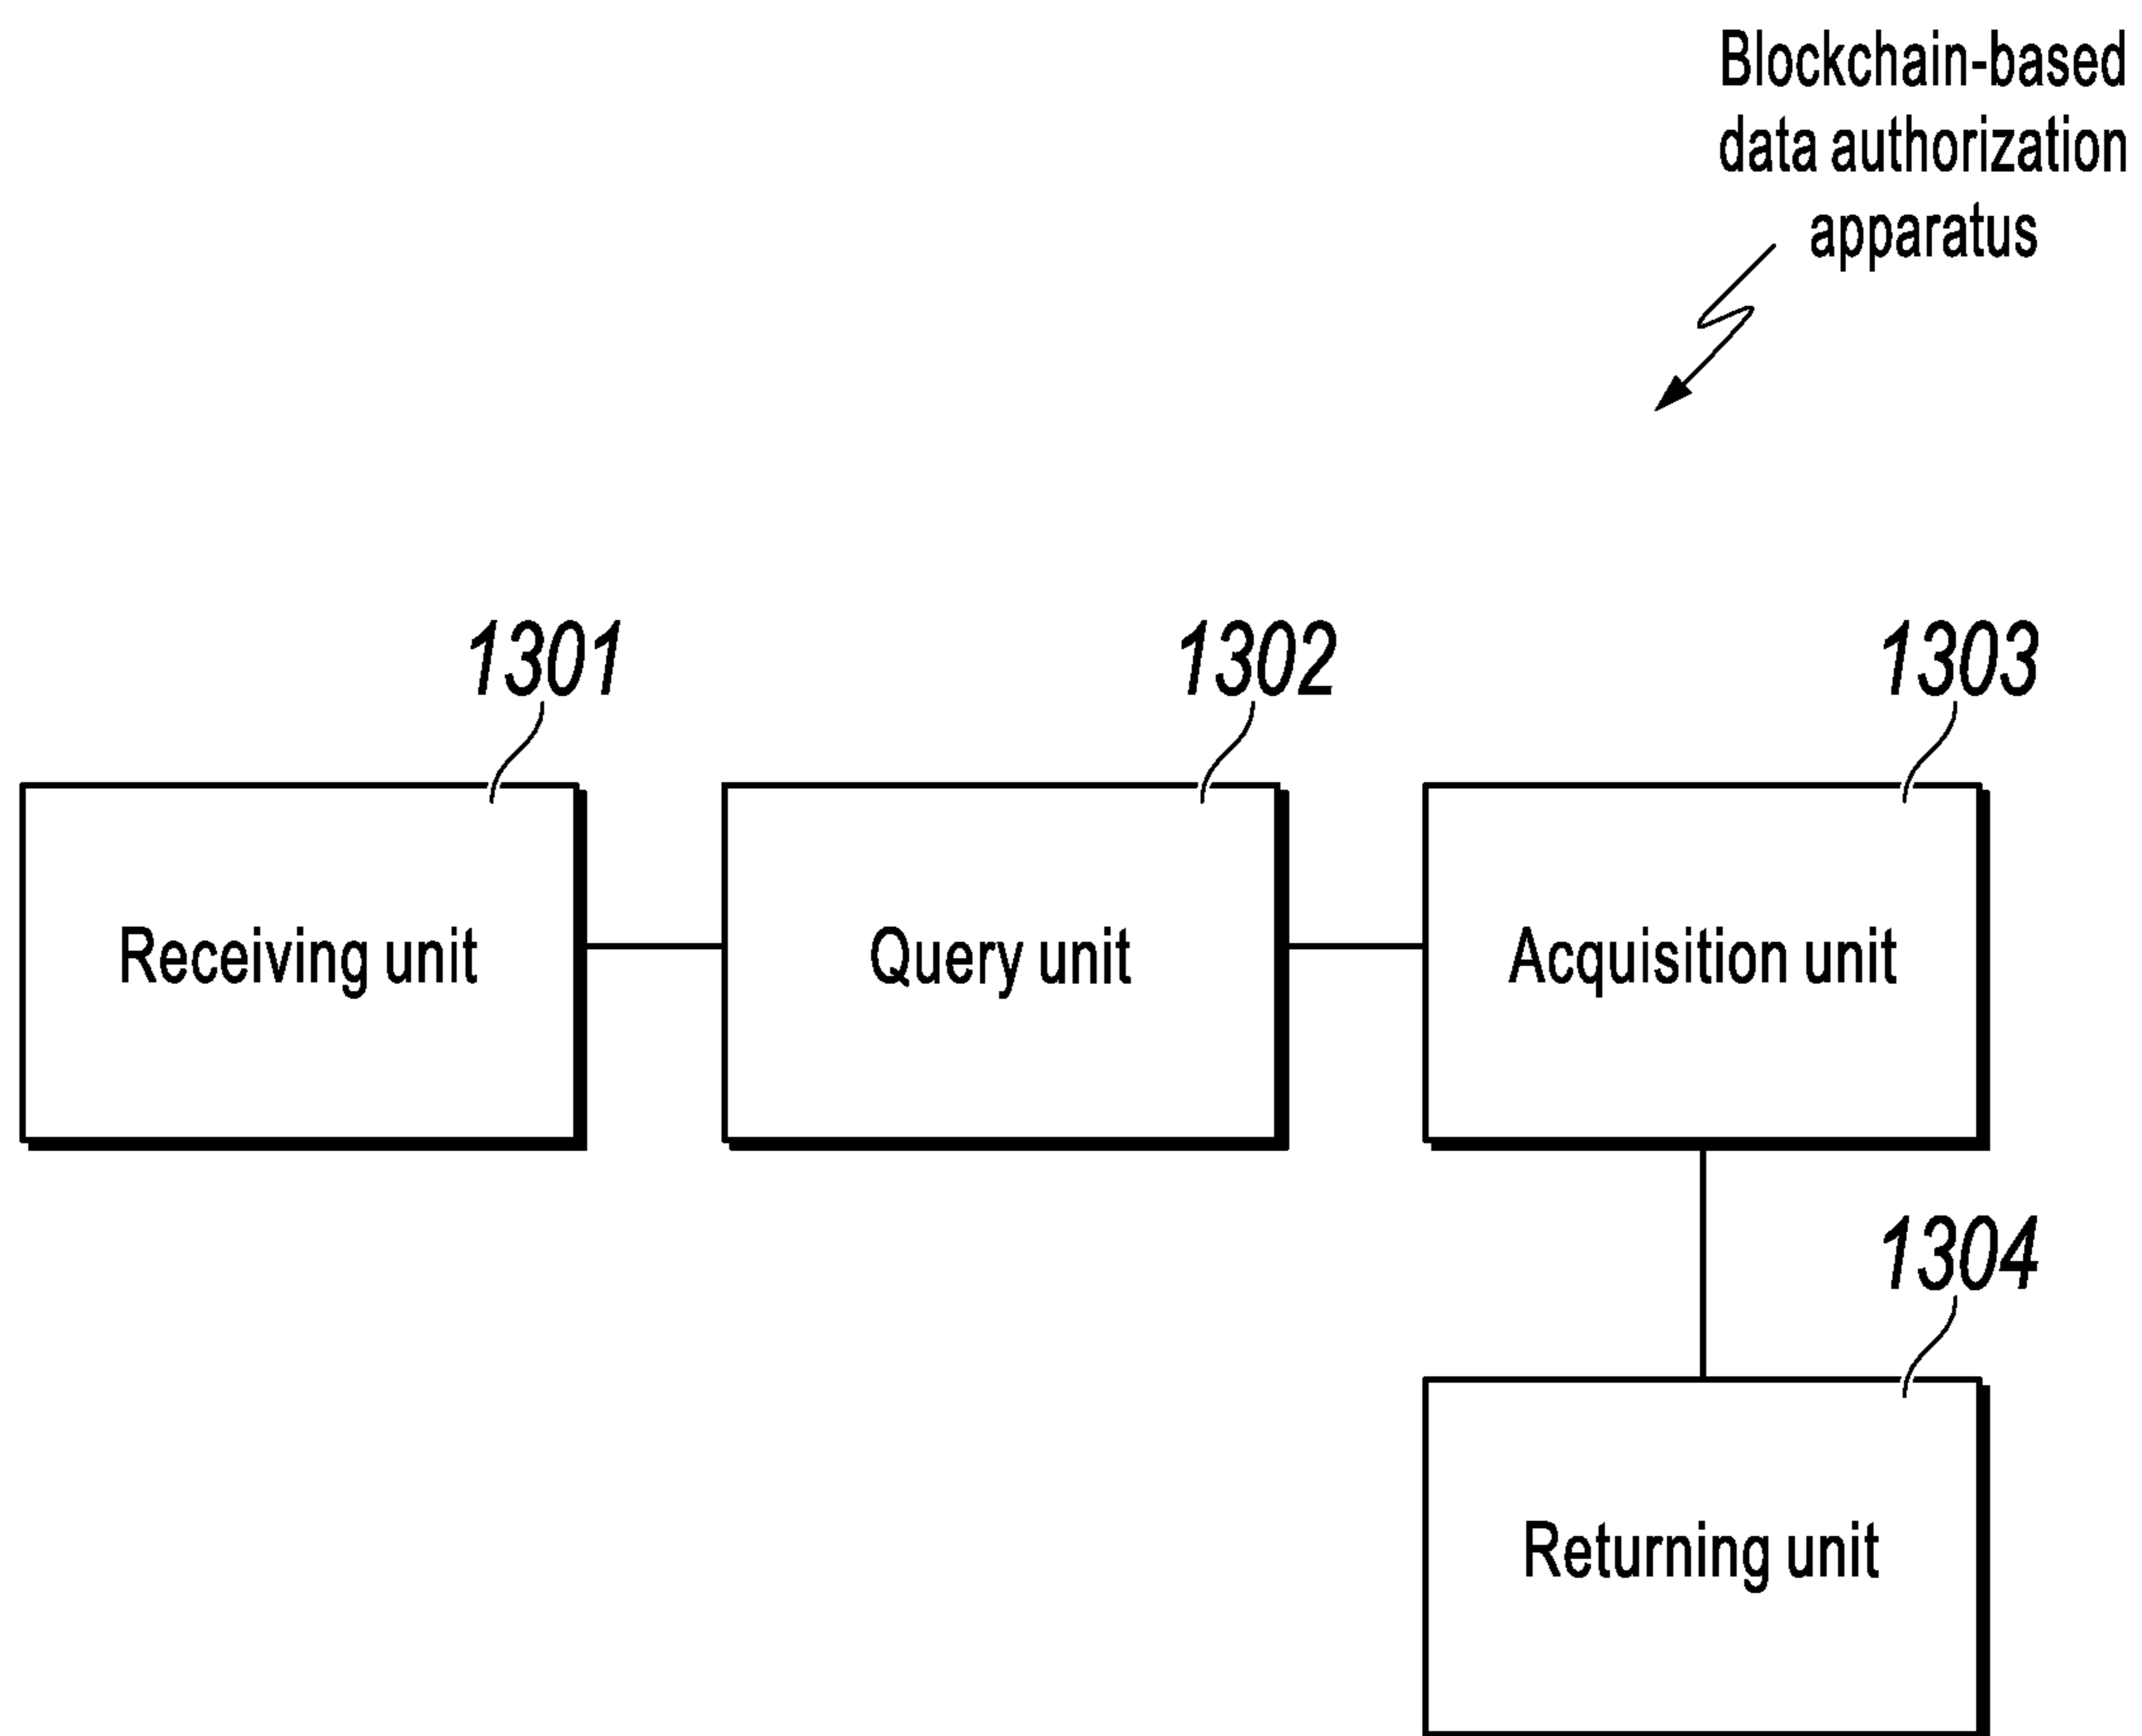 Blockchain-based
data authorization
apparatus
1301
1302
1303
Receiving unit
Query unit
Acquisition unit
1304
Returning unit